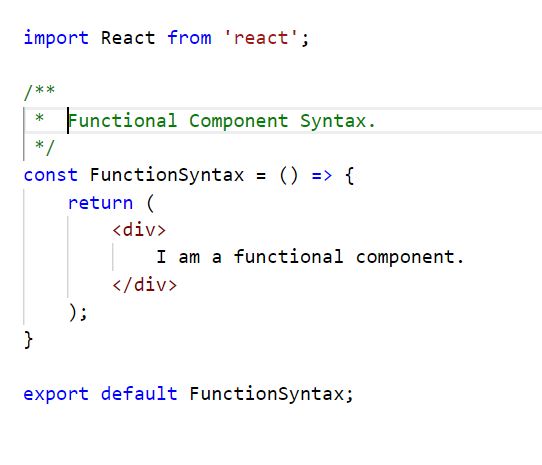 import React from 'react';
/**
 *  Functional Component Syntax.
 */
const FunctionSyntax = () => {
    return (
        <div>
            I am a functional component.
        </div>
    );
}
export default FunctionSyntax;